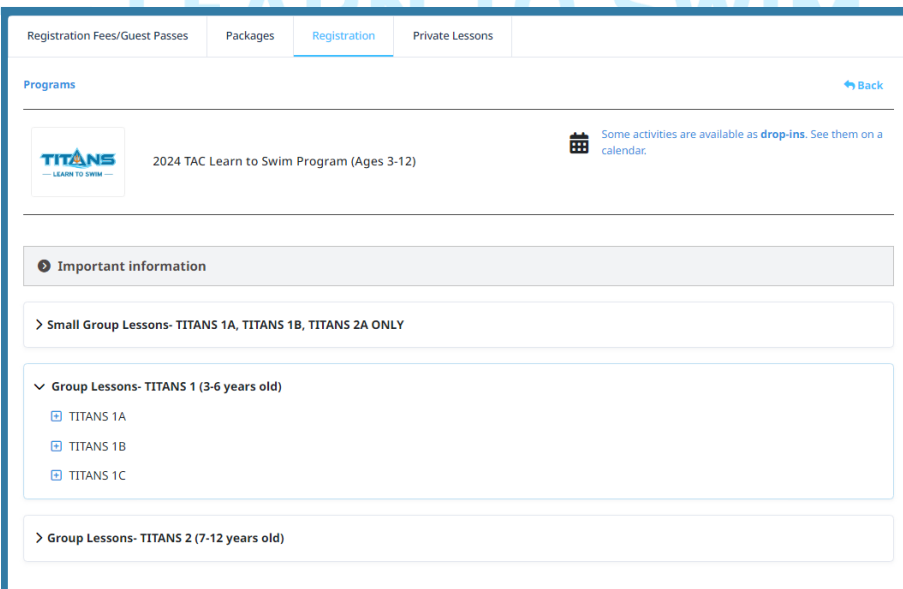 LEARN TO SWIM
Registration Fees/Guest Passes
Packages
Registration
Private Lessons
Programs
Back
TITANS
LEARN TO SWIM
2024 TAC Learn to Swim Program (Ages 3-12)
Some activities are available as drop-ins. See them on a
calendar.
Important information
Small Group Lessons- TITANS 1A, TITANS 1B, TITANS 2A ONLY
Group Lessons- TITANS 1 (3-6 years old)
TITANS 1A
TITANS 1B
TITANS 1C
Group Lessons- TITANS 2 (7-12 years old)